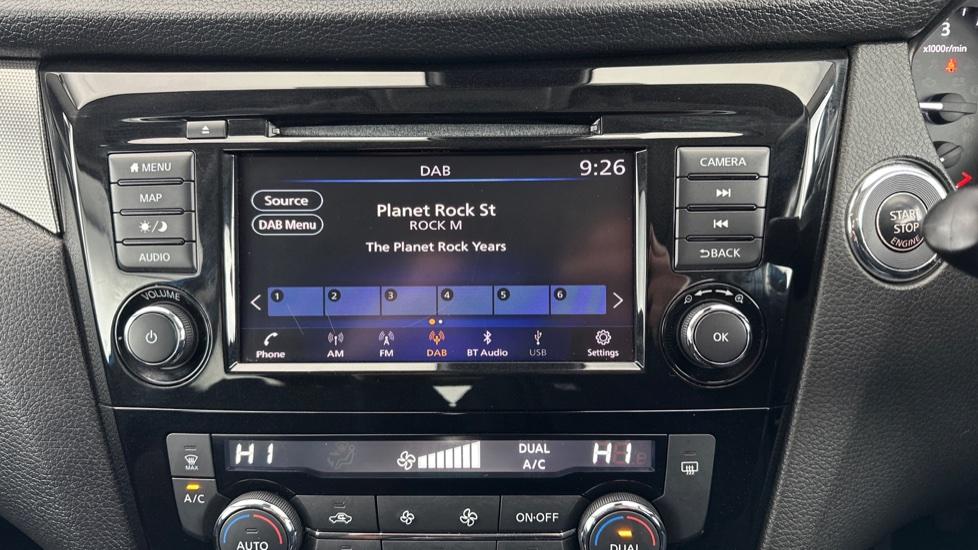 3
x1000r/min
MENU
MAP
AUDIO
VOLUME
DAB
9:26
Source
DAB Menu
Planet Rock St
ROCK M
The Planet Rock Years
1 2 3 4 5 6
Phone AM FM DAB BT Audio USB Settings
CAMERA
BACK
OK
START
STOP
ENGINE
MAX
A/C
HI
DUAL
A/C
HI
ON·OFF
AUTO
DUAL